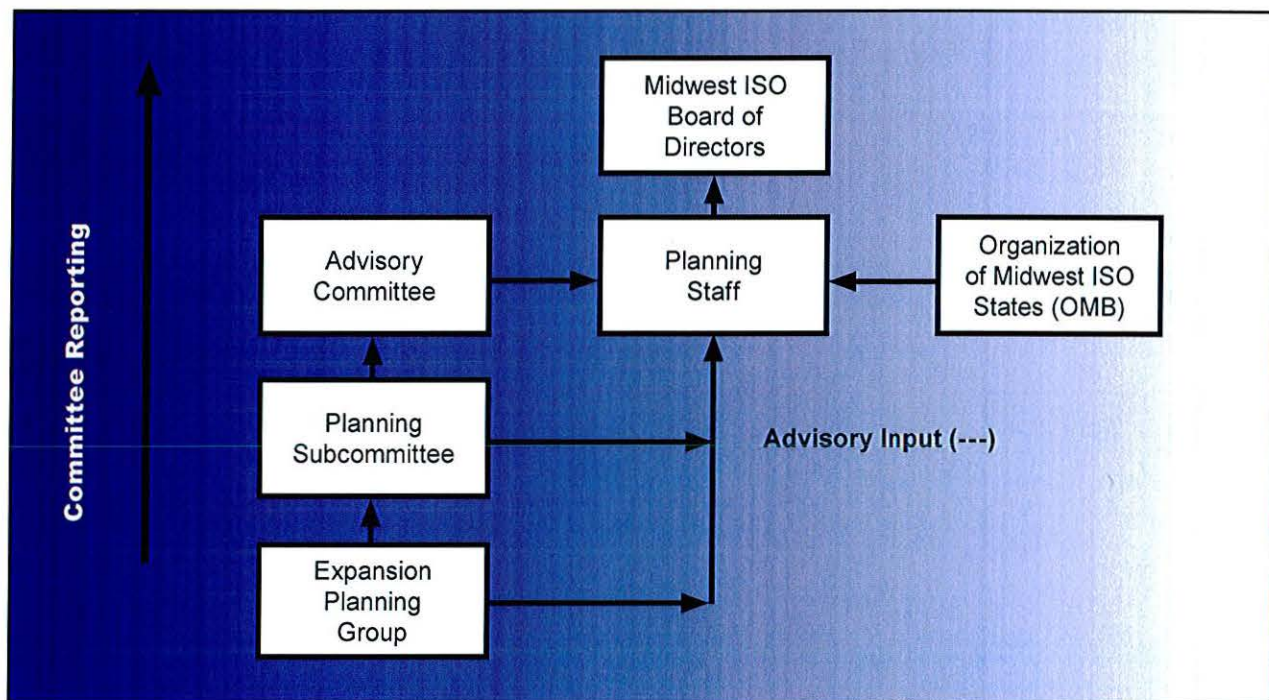 Committee Reporting
Midwest ISO
Board of
Directors
Advisory
Committee
Planning
Staff
Organization
of Midwest ISO
States (OMB)
Planning
Subcommittee
Advisory Input (---)
Expansion
Planning
Group